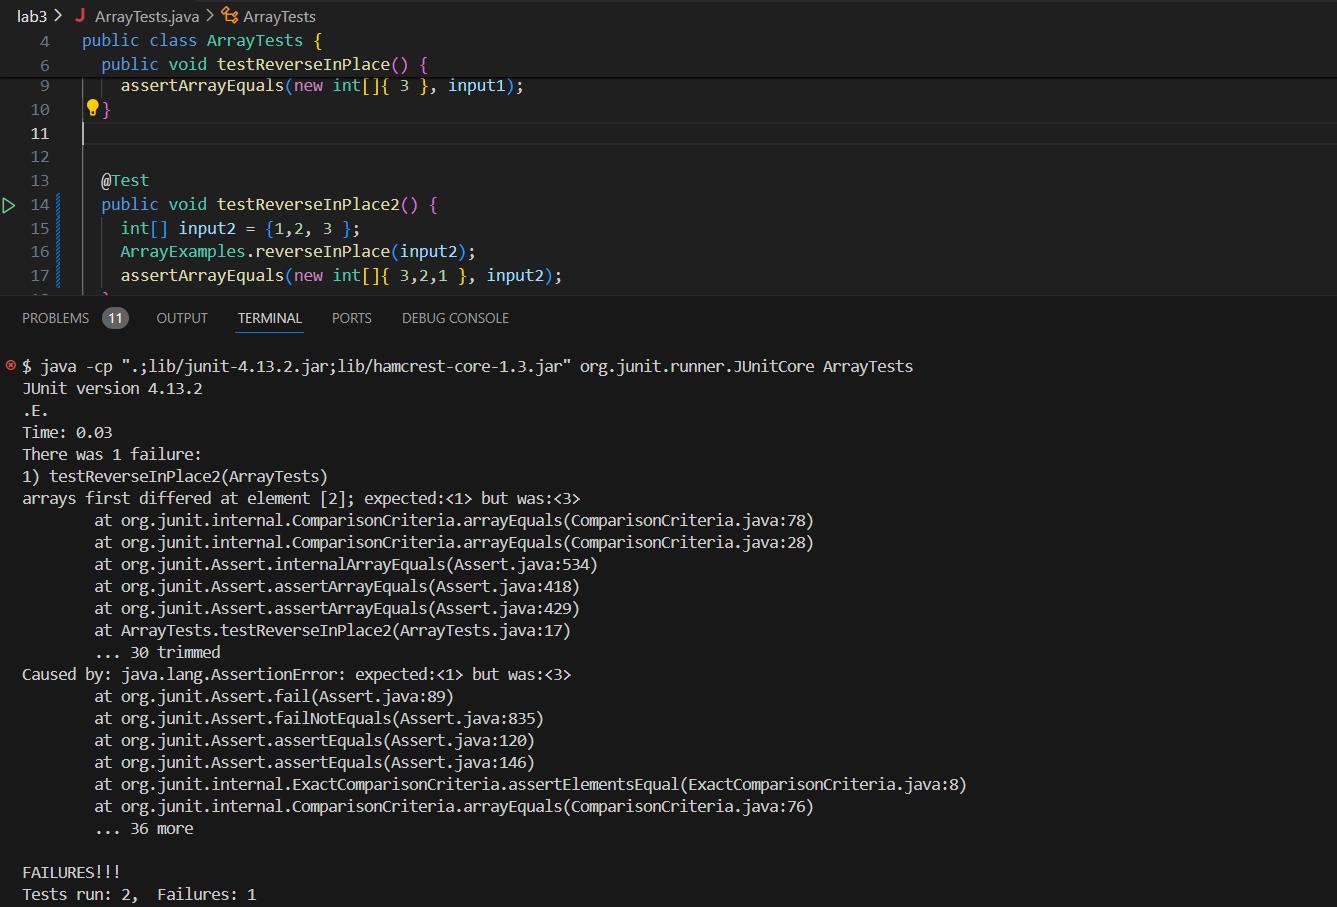 lab3 > J ArrayTests.java > ArrayTests
4 public class ArrayTests {
6 public void testReverseInPlace() {
9 assertArrayEquals(new int[]{ 3 }, input1);
10 }
11
12
13 @Test
14 public void testReverseInPlace2() {
15 int[] input2 = {1,2, 3 };
16 ArrayExamples.reverseInPlace(input2);
17 assertArrayEquals(new int[]{ 3,2,1 }, input2);
PROBLEMS 11 OUTPUT TERMINAL PORTS DEBUG CONSOLE
$ java -cp ".;lib/junit-4.13.2.jar;lib/hamcrest-core-1.3.jar" org.junit.runner.JUnitCore ArrayTests
JUnit version 4.13.2
.E.
Time: 0.03
There was 1 failure:
1) testReverseInPlace2(ArrayTests)
arrays first differed at element [2]; expected:<1> but was:<3>
at org.junit.internal.ComparisonCriteria.arrayEquals(ComparisonCriteria.java:78)
at org.junit.internal.ComparisonCriteria.arrayEquals(ComparisonCriteria.java:28)
at org.junit.Assert.internalArrayEquals(Assert.java:534)
at org.junit.Assert.assertArrayEquals(Assert.java:418)
at org.junit.Assert.assertArrayEquals(Assert.java:429)
at ArrayTests.testReverseInPlace2(ArrayTests.java:17)
... 30 trimmed
Caused by: java.lang.AssertionError: expected:<1> but was:<3>
at org.junit.Assert.fail(Assert.java:89)
at org.junit.Assert.failNotEquals(Assert.java:835)
at org.junit.Assert.assertEquals(Assert.java:120)
at org.junit.Assert.assertEquals(Assert.java:146)
at org.junit.internal.ExactComparisonCriteria.assertElementsEqual(ExactComparisonCriteria.java:8)
at org.junit.internal.ComparisonCriteria.arrayEquals(ComparisonCriteria.java:76)
... 36 more
FAILURES!!!
Tests run: 2, Failures: 1